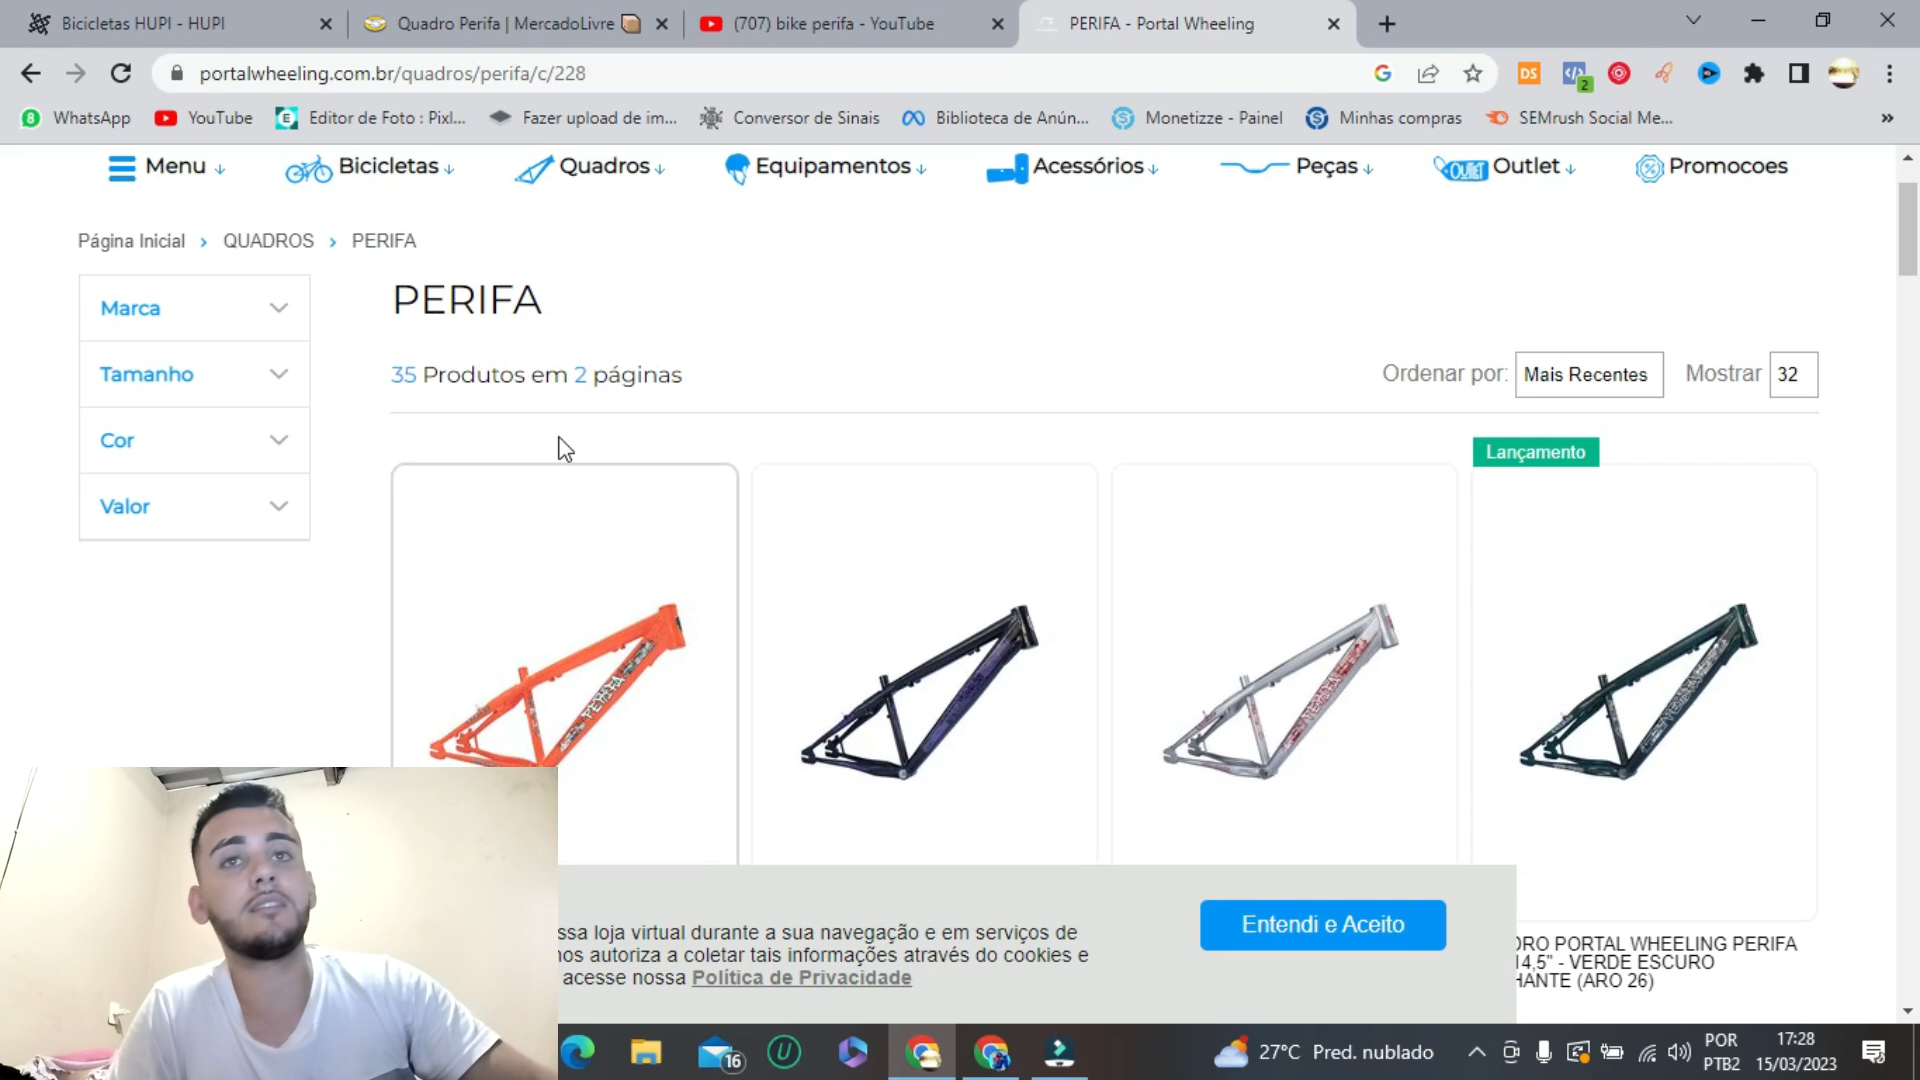 Bicicletas HUPI - HUPI
Quadro Perifa | MercadoLivre
(707) bike perifa - YouTube
PERIFA - Portal Wheeling
portalwheeling.com.br/quadros/perifa/c/228
DS
2
WhatsApp
YouTube
Editor de Foto : Pixl...
Fazer upload de im...
Conversor de Sinais
Biblioteca de Anún...
Monetizze - Painel
Minhas compras
SEMrush Social Me...
Menu
Bicicletas
Quadros
Equipamentos
Acessórios
Peças
OUTLET
Outlet
Promocoes
Página Inicial
QUADROS
PERIFA
Marca
Tamanho
Cor
Valor
PERIFA
35 Produtos em 2 páginas
Ordenar por: Mais Recentes
Mostrar 32
Lançamento
PERIFA
ssa loja virtual durante a sua navegação e em serviços de
nos autoriza a coletar tais informações através do cookies e
acesse nossa Política de Privacidade
Entendi e Aceito
DRO PORTAL WHEELING PERIFA
14,5" - VERDE ESCURO
HANTE (ARO 26)
16
27°C Pred. nublado
POR
PTB2
17:28
15/03/2023